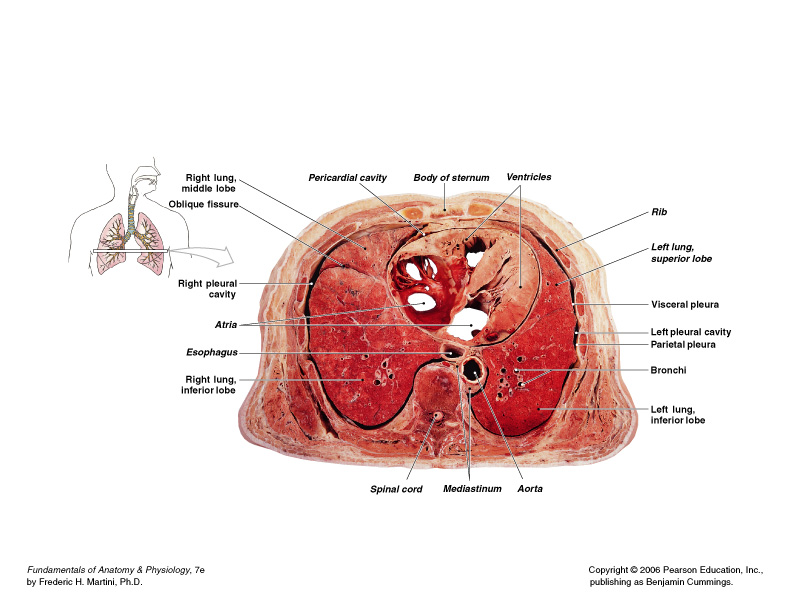 Right lung,
middle lobe
Oblique fissure
Right pleural
cavity
Atria
Esophagus
Right lung,
inferior lobe
Pericardial cavity
Body of sternum
Ventricles
Rib
Left lung,
superior lobe
Visceral pleura
Left pleural cavity
Parietal pleura
Bronchi
Left lung,
inferior lobe
Spinal cord
Mediastinum
Aorta
Fundamentals of Anatomy & Physiology, 7e
by Frederic H. Martini, Ph.D.
Copyright © 2006 Pearson Education, Inc.,
publishing as Benjamin Cummings.